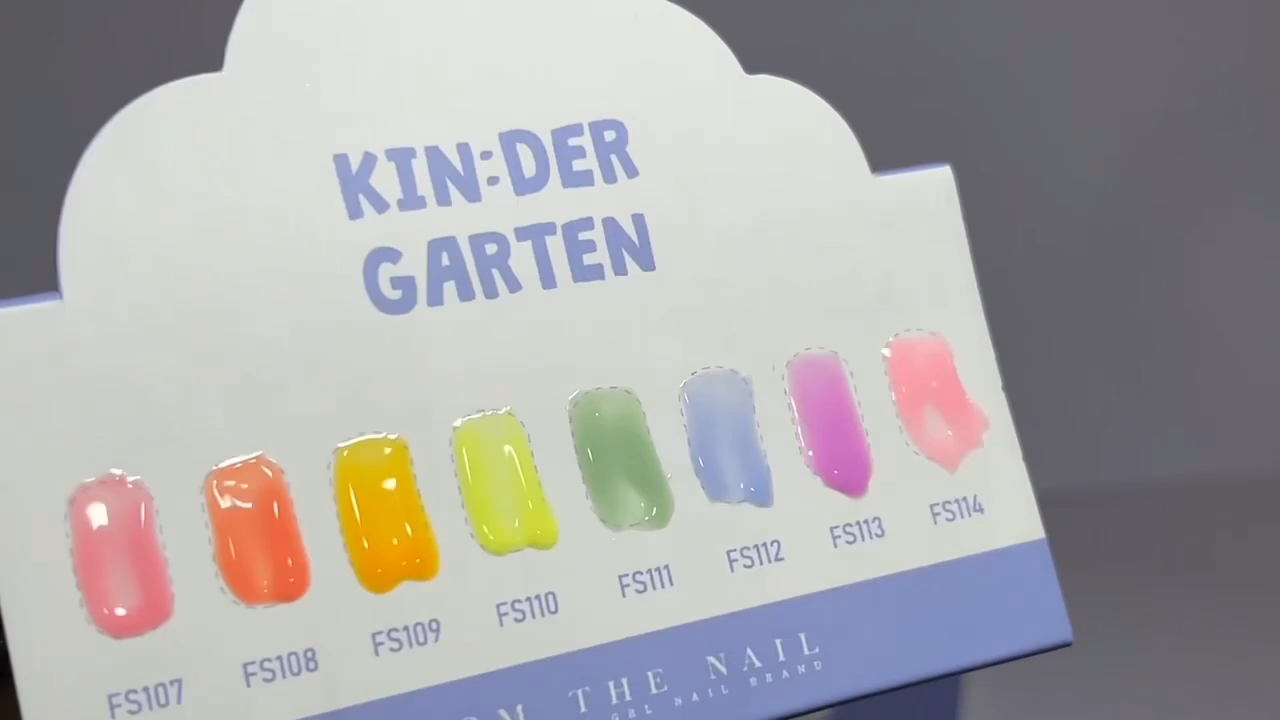 KIN:DER
GARTEN
FS107 FS108 FS109 FS110 FS111 FS112 FS113 FS114
THE NAIL
GEL NAIL BRAND